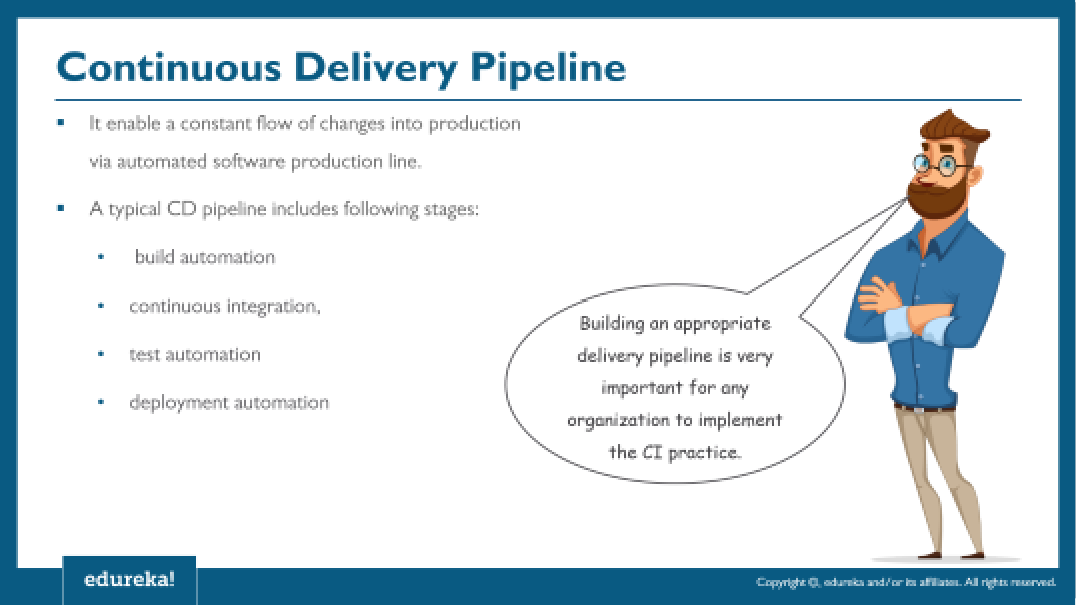 Continuous Delivery Pipeline
▪ It enable a constant flow of changes into production
via automated software production line.
▪ A typical CD pipeline includes following stages:
• build automation
• continuous integration,
• test automation
• deployment automation
Building an appropriate
delivery pipeline is very
important for any
organization to implement
the CI practice.
edureka!
Copyright ©, edureka and/or its affiliates. All rights reserved.